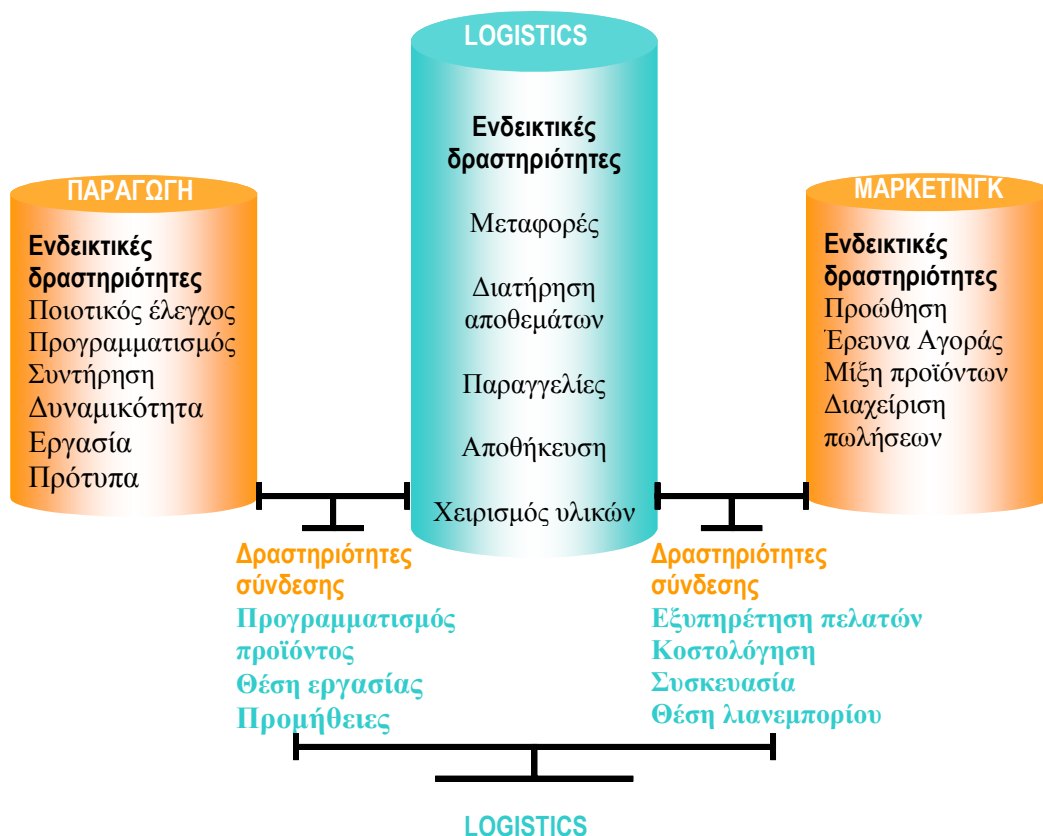 LOGISTICS
Ενδεικτικές
δραστηριότητες
Μεταφορές
Διατήρηση
αποθεμάτων
Παραγγελίες
Αποθήκευση
Χειρισμός υλικών
ΠΑΡΑΓΩΓΗ
Ενδεικτικές
δραστηριότητες
Ποιοτικός έλεγχος
Προγραμματισμός
Συντήρηση
Δυναμικότητα
Εργασία
Πρότυπα
ΜΑΡΚΕΤΙΝΓΚ
Ενδεικτικές
δραστηριότητες
Προώθηση
Έρευνα Αγοράς
Μίξη προϊόντων
Διαχείριση
πωλήσεων
Δραστηριότητες
σύνδεσης
Προγραμματισμός
προϊόντος
Θέση εργασίας
Προμήθειες
Δραστηριότητες
σύνδεσης
Εξυπηρέτηση πελατών
Κοστολόγηση
Συσκευασία
Θέση λιανεμπορίου
LOGISTICS